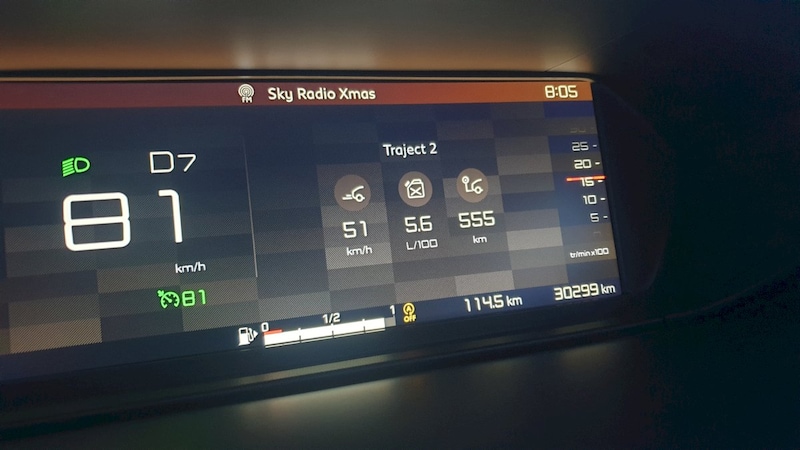 FM Sky Radio Xmas 8:05
D7
81
km/h
81
Traject 2
51
km/h
5.6
L/100
555
km
25
20
15
10
5
tr/min x100
0 1/2 1
A OFF
114.5 km
30299 km